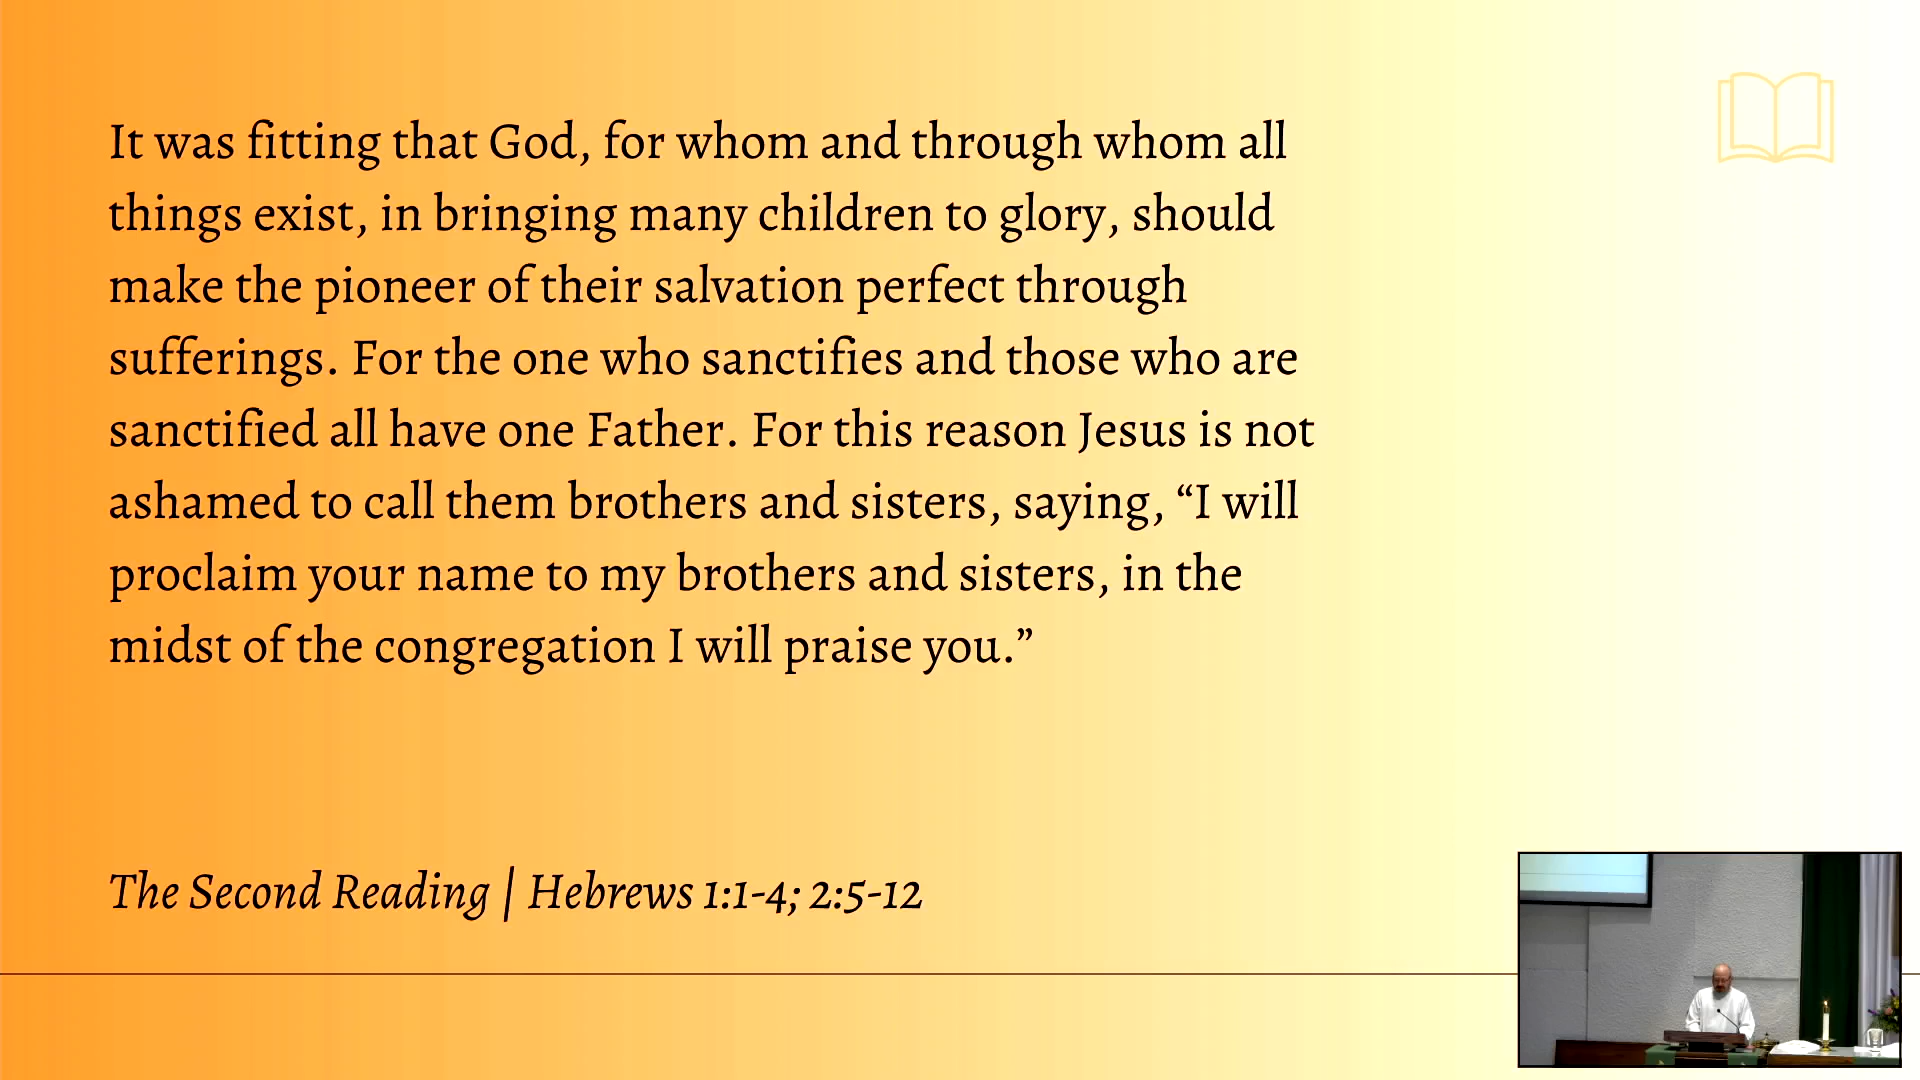 It was fitting that God, for whom and through whom all
things exist, in bringing many children to glory, should
make the pioneer of their salvation perfect through
sufferings. For the one who sanctifies and those who are
sanctified all have one Father. For this reason Jesus is not
ashamed to call them brothers and sisters, saying, “I will
proclaim your name to my brothers and sisters, in the
midst of the congregation I will praise you.”
The Second Reading | Hebrews 1:1-4; 2:5-12